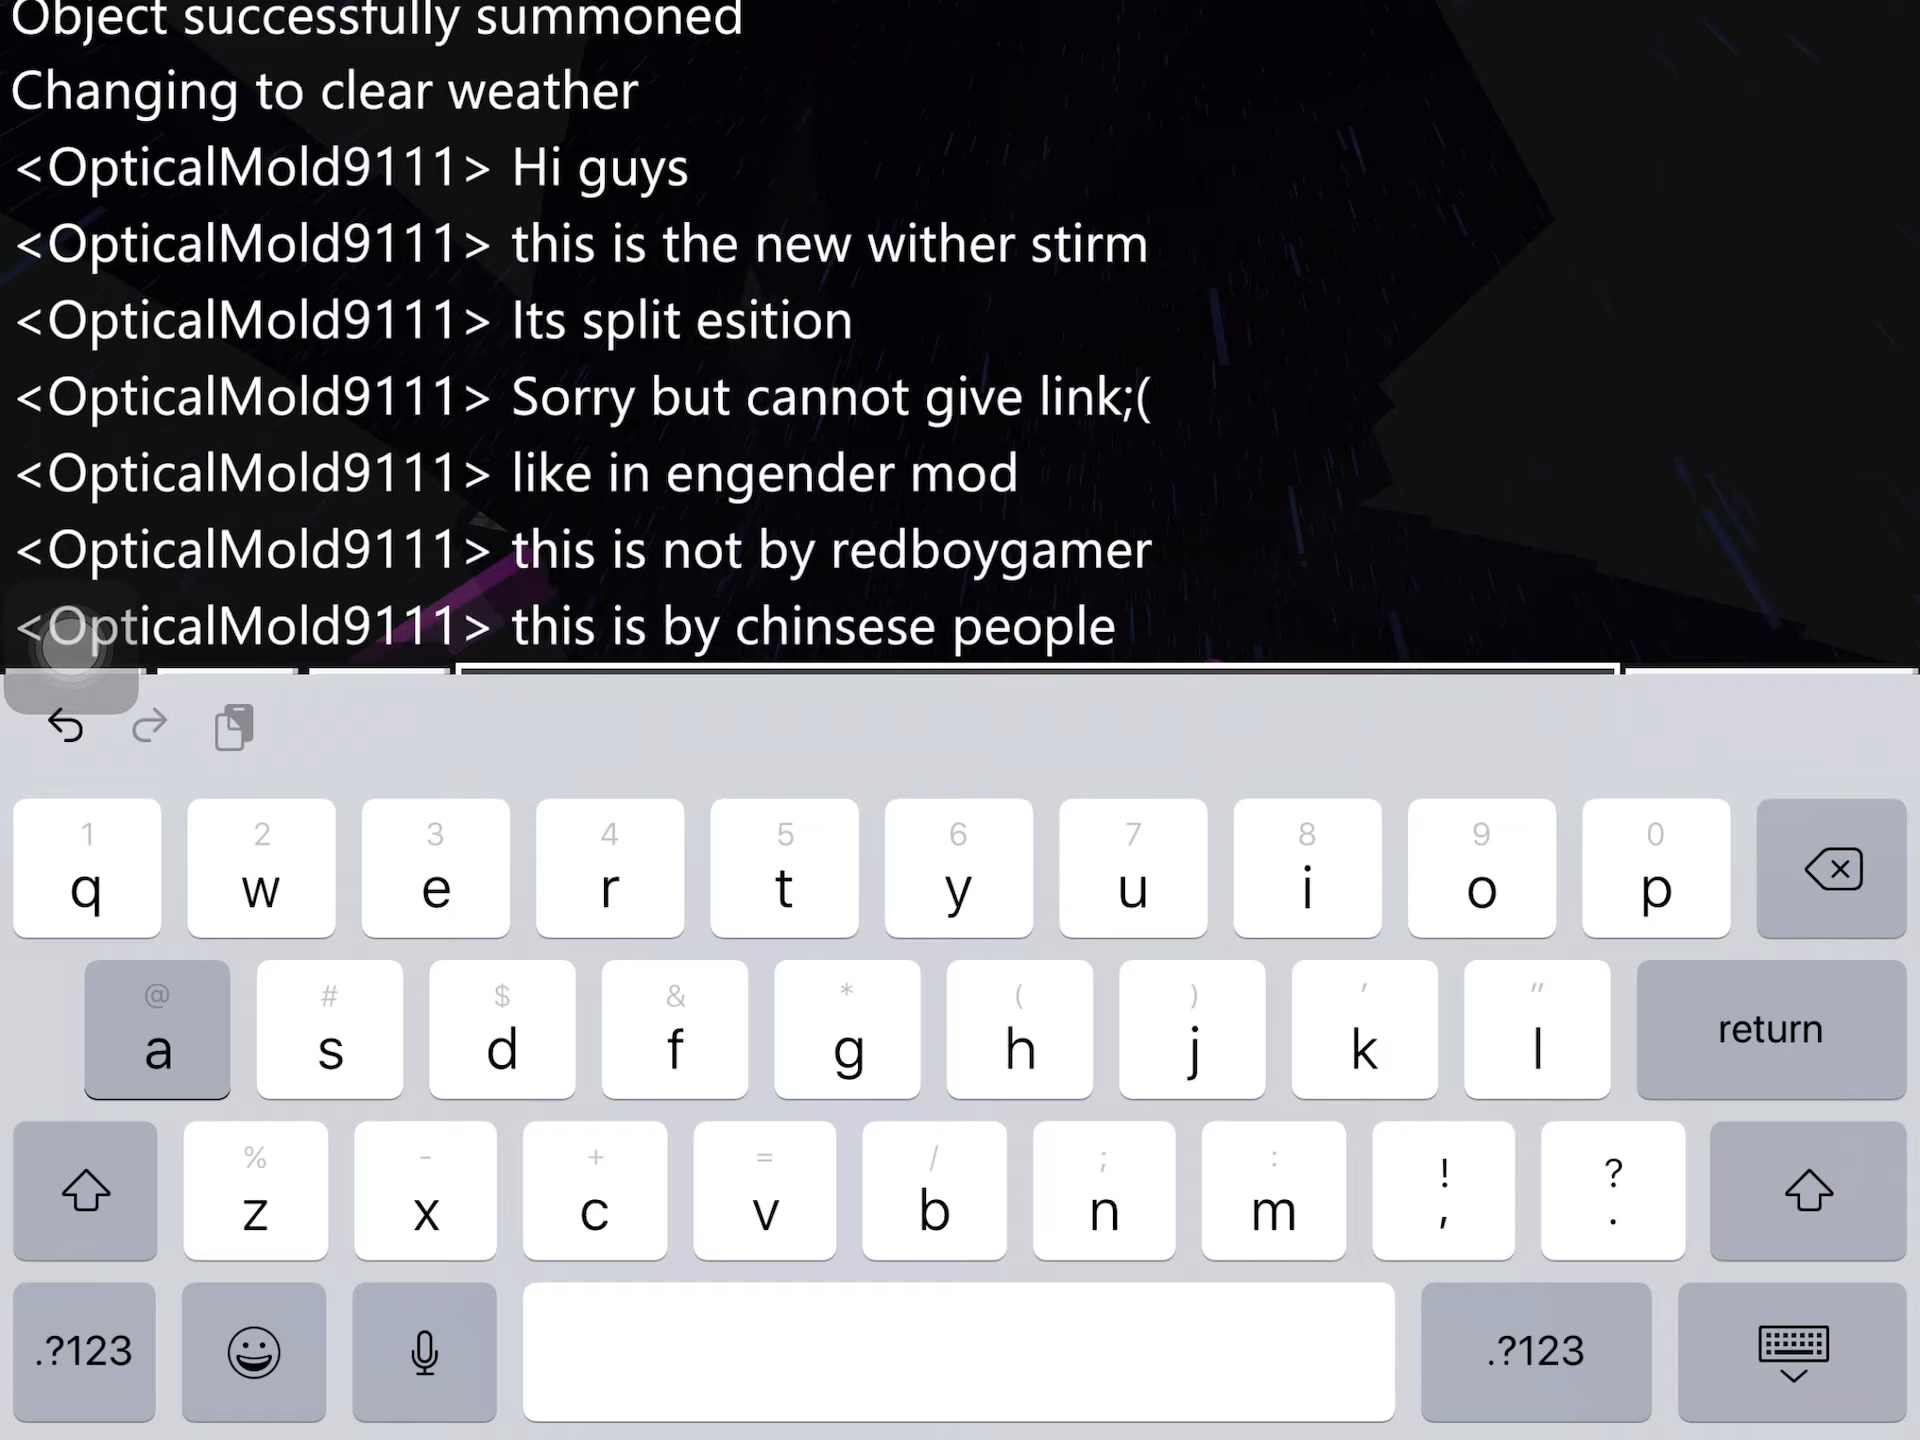 Object successfully summoned
Changing to clear weather
<OpticalMold9111> Hi guys
<OpticalMold9111> this is the new wither stirm
<OpticalMold9111> Its split esition
<OpticalMold9111> Sorry but cannot give link;(
<OpticalMold9111> like in engender mod
<OpticalMold9111> this is not by redboygamer
<OpticalMold9111> this is by chinsese people
1 2 3 4 5 6 7 8 9 0
q w e r t y u i o p
@ # $ & * ( ) ' "
a s d f g h j k l return
% - + = / ; : ! ?
z x c v b n m , .
.?123 .?123